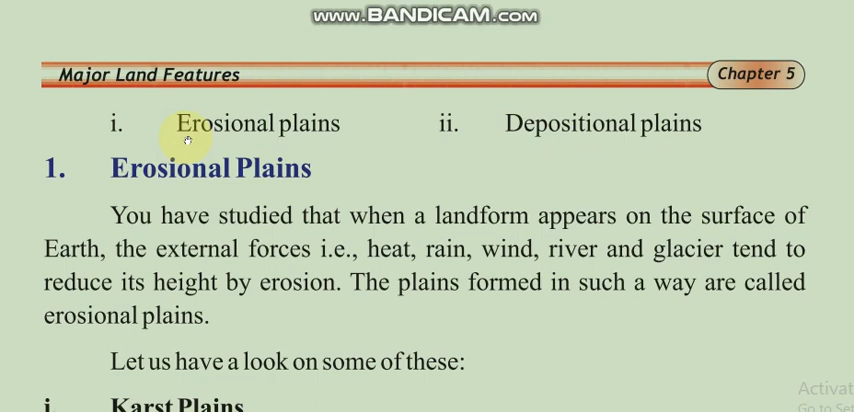 www.BANDICAM.com
Major Land Features
Chapter 5
i. Erosional plains ii. Depositional plains
1. Erosional Plains
You have studied that when a landform appears on the surface of
Earth, the external forces i.e., heat, rain, wind, river and glacier tend to
reduce its height by erosion. The plains formed in such a way are called
erosional plains.
Let us have a look on some of these:
i. Karst Plains
Activat
Go to Set